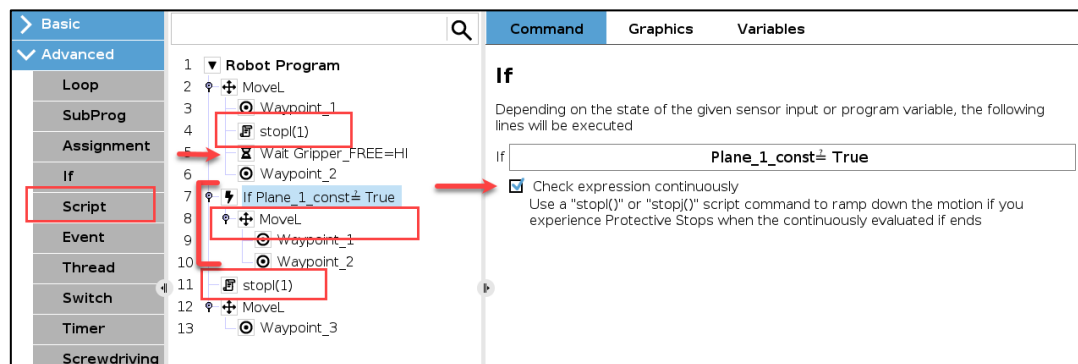 Basic
Advanced
Loop
SubProg
Assignment
If
Script
Event
Thread
Switch
Timer
Screwdriving
1 Robot Program
2 MoveL
3 Waypoint_1
4 stopl(1)
5 Wait Gripper_FREE=HI
6 Waypoint_2
7 If Plane_1_const≟ True
8 MoveL
9 Waypoint_1
10 Waypoint_2
11 stopl(1)
12 MoveL
13 Waypoint_3
Command Graphics Variables
If
Depending on the state of the given sensor input or program variable, the following
lines will be executed
If Plane_1_const≟ True
Check expression continuously
Use a "stopl()" or "stopj()" script command to ramp down the motion if you
experience Protective Stops when the continuously evaluated if ends